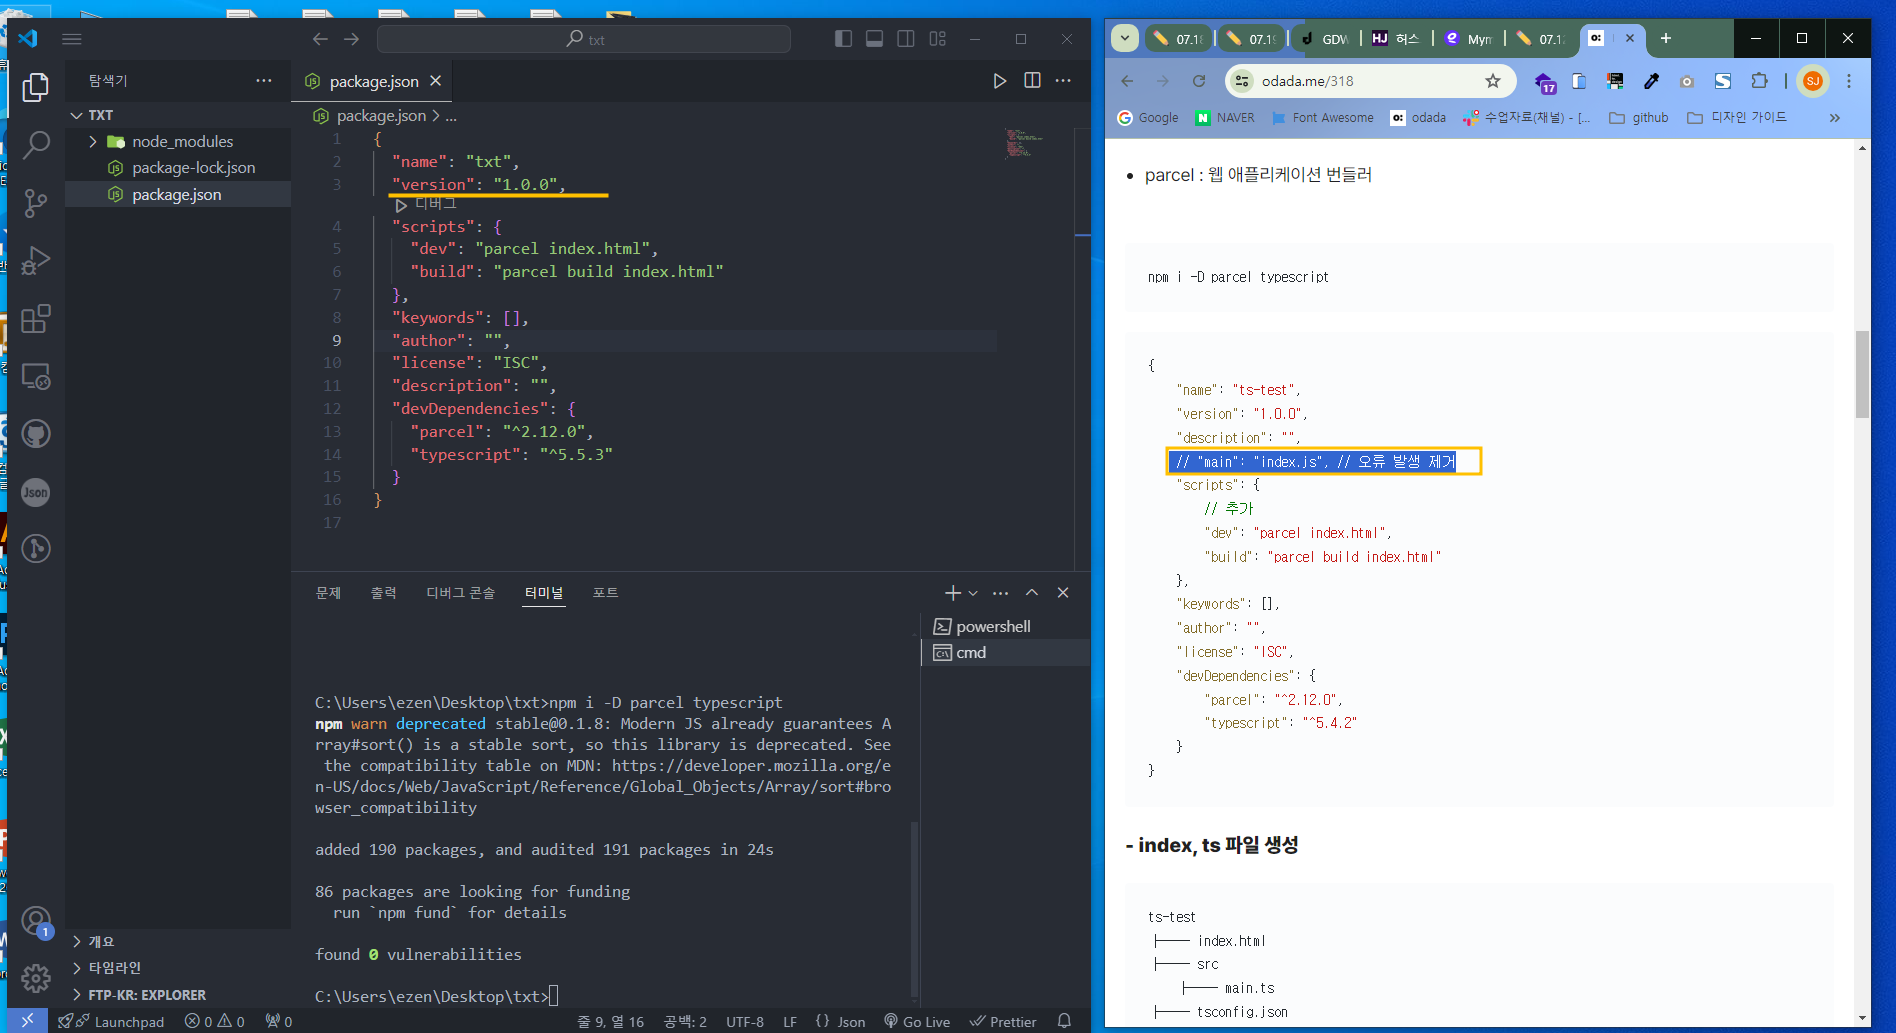 txt
탐색기
TXT
node_modules
package-lock.json
package.json
개요
타임라인
FTP-KR: EXPLORER
package.json
package.json > ...
1 {
2 "name": "txt",
3 "version": "1.0.0",
디버그
4 "scripts": {
5 "dev": "parcel index.html",
6 "build": "parcel build index.html"
7 },
8 "keywords": [],
9 "author": "",
10 "license": "ISC",
11 "description": "",
12 "devDependencies": {
13 "parcel": "^2.12.0",
14 "typescript": "^5.5.3"
15 }
16 }
17
문제 출력 디버그 콘솔 터미널 포트
powershell
cmd
C:\Users\ezen\Desktop\txt>npm i -D parcel typescript
npm warn deprecated stable@0.1.8: Modern JS already guarantees A
rray#sort() is a stable sort, so this library is deprecated. See
the compatibility table on MDN: https://developer.mozilla.org/e
n-US/docs/Web/JavaScript/Reference/Global_Objects/Array/sort#bro
wser_compatibility
added 190 packages, and audited 191 packages in 24s
86 packages are looking for funding
run `npm fund` for details
found 0 vulnerabilities
C:\Users\ezen\Desktop\txt>
Json
1
Launchpad 0 0 0 줄 9, 열 16 공백: 2 UTF-8 LF {} Json Go Live Prettier
07.1 07.1 GDW HJ 허스 Mym 07.1
odada.me/318
17
SJ
Google NAVER Font Awesome odada 수업자료(채널) - [... github 디자인 가이드 »
• parcel : 웹 애플리케이션 번들러
npm i -D parcel typescript
{
"name": "ts-test",
"version": "1.0.0",
"description": "",
// "main": "index.js", // 오류 발생 제거
"scripts": {
// 추가
"dev": "parcel index.html",
"build": "parcel build index.html"
},
"keywords": [],
"author": "",
"license": "ISC",
"devDependencies": {
"parcel": "^2.12.0",
"typescript": "^5.4.2"
}
}
- index, ts 파일 생성
ts-test
├── index.html
├── src
├── main.ts
├── tsconfig.json